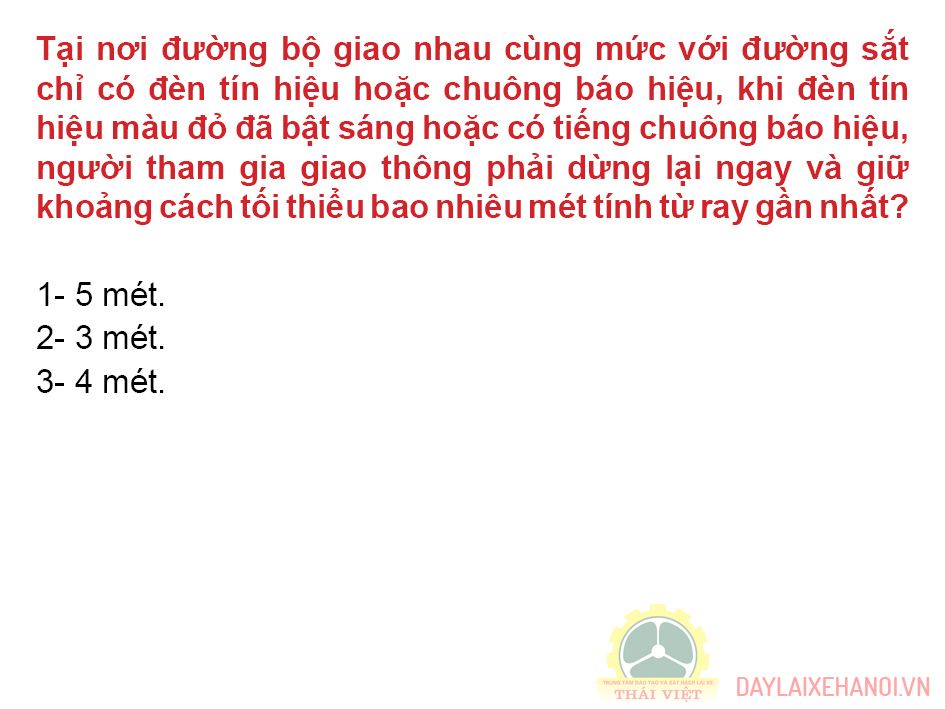 Tại nơi đường bộ giao nhau cùng mức với đường sắt
chỉ có đèn tín hiệu hoặc chuông báo hiệu, khi đèn tín
hiệu màu đỏ đã bật sáng hoặc có tiếng chuông báo hiệu,
người tham gia giao thông phải dừng lại ngay và giữ
khoảng cách tối thiểu bao nhiêu mét tính từ ray gần nhất?
1- 5 mét.
2- 3 mét.
3- 4 mét.
TRUNG TÂM ĐÀO TẠO VÀ SÁT HẠCH LÁI XE
THÁI VIỆT
DAYLAIXEHANOI.VN